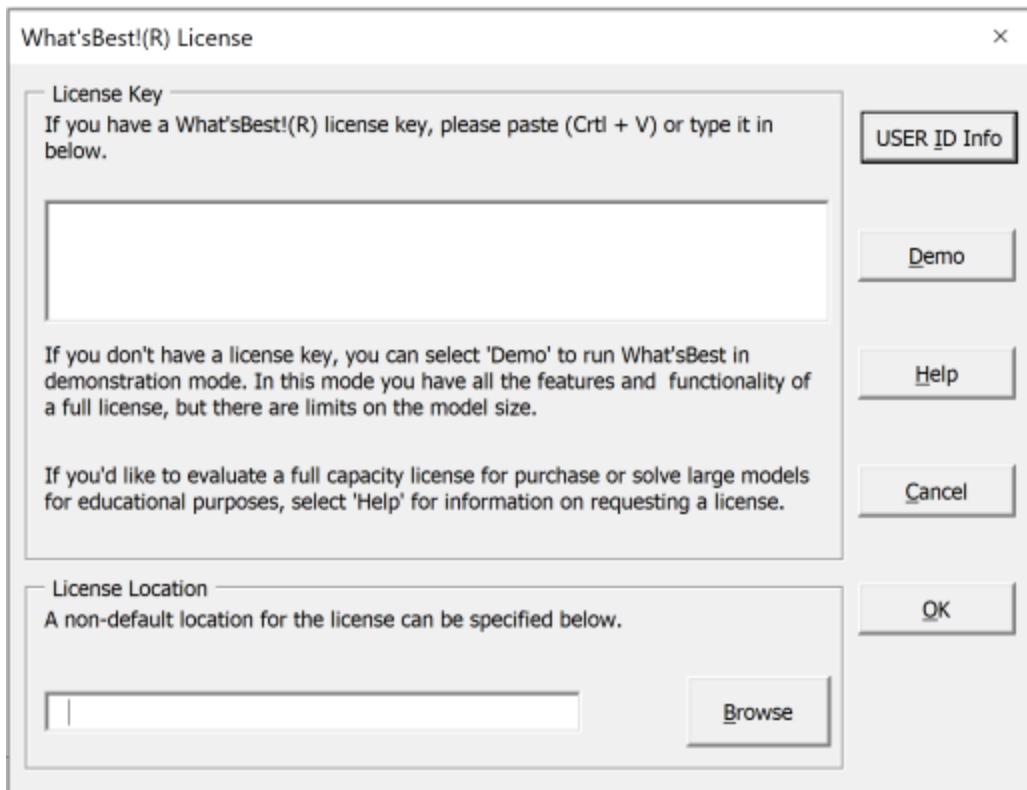 What'sBest!(R) License
License Key
If you have a What'sBest!(R) license key, please paste (Crtl + V) or type it in
below.
USER ID Info
Demo
If you don't have a license key, you can select 'Demo' to run What'sBest in
demonstration mode. In this mode you have all the features and functionality of
a full license, but there are limits on the model size.
Help
If you'd like to evaluate a full capacity license for purchase or solve large models
for educational purposes, select 'Help' for information on requesting a license.
Cancel
License Location
A non-default location for the license can be specified below.
OK
Browse